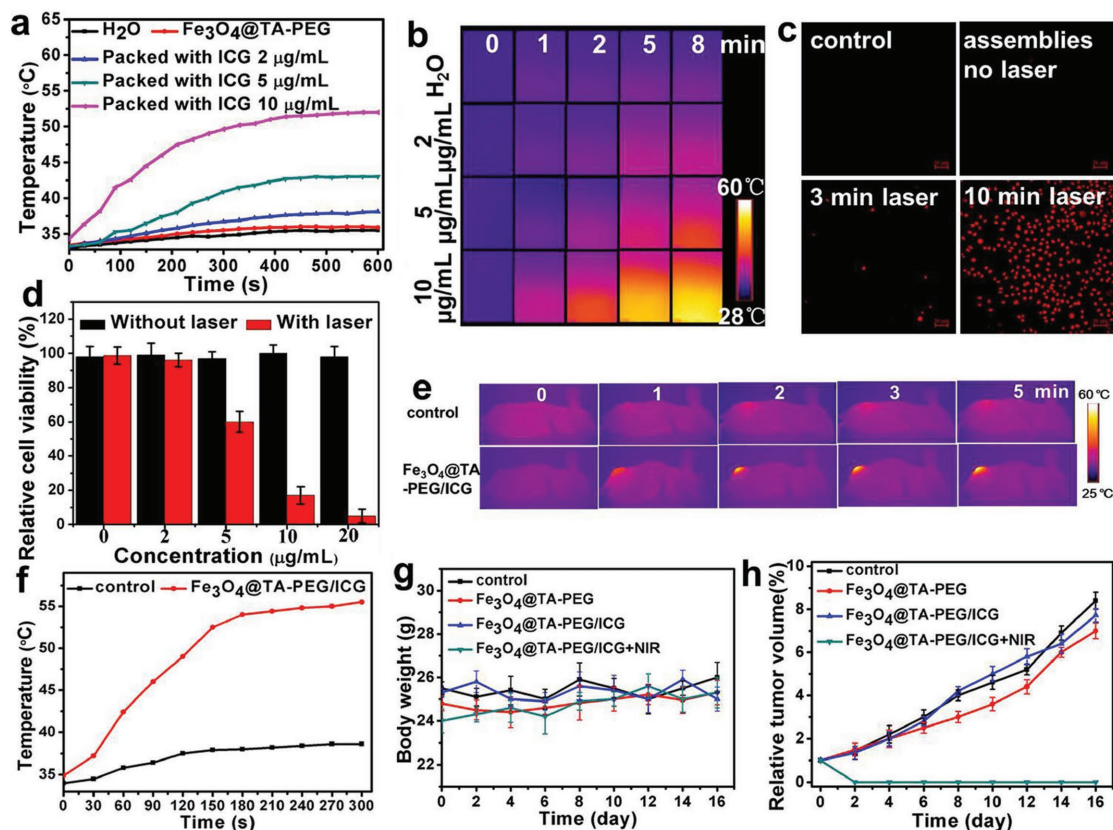 a
H₂O Fe₃O₄@TA-PEG
Packed with ICG 2 μg/mL
Packed with ICG 5 μg/mL
Packed with ICG 10 μg/mL
Temperature (°C)
55
50
45
40
35
0 100 200 300 400 500 600
Time (s)
b
0 1 2 5 8 min
H₂O
2 μg/mL
5 μg/mL
10 μg/mL
60℃
28℃
c
control
assemblies
no laser
3 min laser
10 min laser
d
Without laser With laser
Relative cell viability (%)
100
80
60
40
20
0
0 2 5 10 20
Concentration (μg/mL)
e
0 1 2 3 5 min
control
Fe₃O₄@TA
-PEG/ICG
60℃
25℃
f
control Fe₃O₄@TA-PEG/ICG
Temperature (°C)
55
50
45
40
35
0 30 60 90 120 150 180 210 240 270 300
Time (s)
g
control
Fe₃O₄@TA-PEG
Fe₃O₄@TA-PEG/ICG
Fe₃O₄@TA-PEG/ICG+NIR
Body weight (g)
30
28
26
24
22
20
0 2 4 6 8 10 12 14 16
Time (day)
h
control
Fe₃O₄@TA-PEG
Fe₃O₄@TA-PEG/ICG
Fe₃O₄@TA-PEG/ICG+NIR
Relative tumor volume(%)
10
8
6
4
2
0
0 2 4 6 8 10 12 14 16
Time (day)